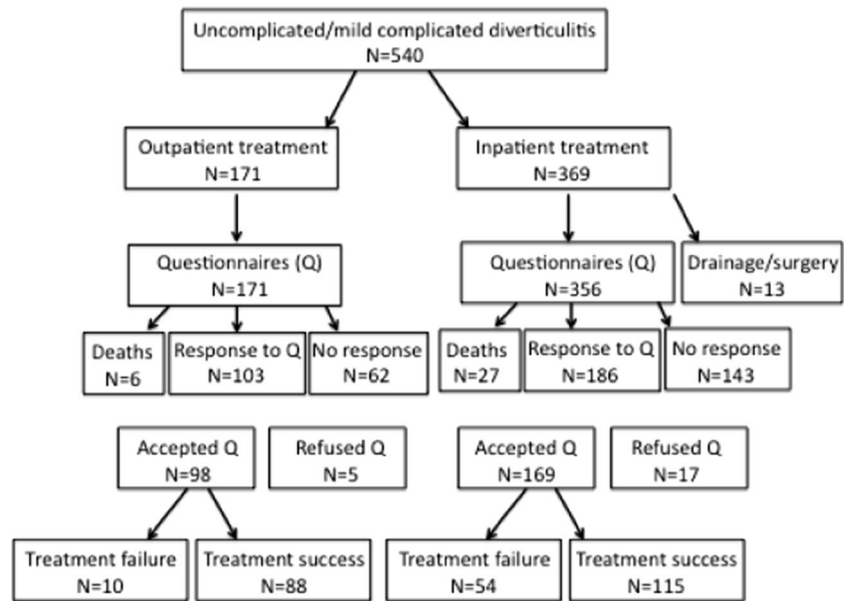 Uncomplicated/mild complicated diverticulitis
N=540
Outpatient treatment
N=171
Inpatient treatment
N=369
Questionnaires (Q)
N=171
Questionnaires (Q)
N=356
Drainage/surgery
N=13
Deaths
N=6
Response to Q
N=103
No response
N=62
Deaths
N=27
Response to Q
N=186
No response
N=143
Accepted Q
N=98
Refused Q
N=5
Accepted Q
N=169
Refused Q
N=17
Treatment failure
N=10
Treatment success
N=88
Treatment failure
N=54
Treatment success
N=115